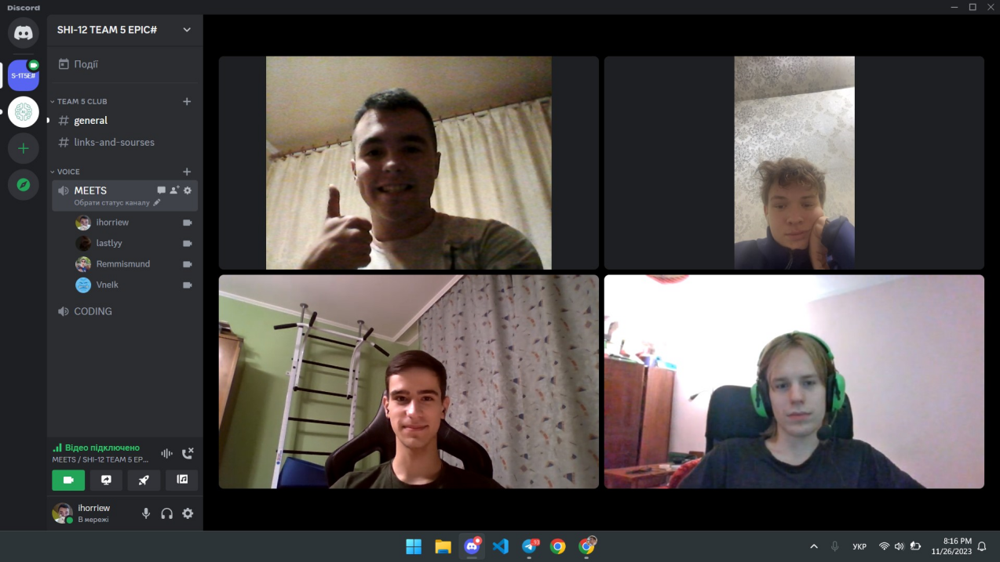 Discord
SHI-12 TEAM 5 EPIC#
S-1T5E#
Події
TEAM 5 CLUB
general
links-and-sourses
VOICE
MEETS
Обрати статус каналу
ihorriew
lastlyy
Remmismund
Vnelk
CODING
Відео підключено
MEETS / SHI-12 TEAM 5 EP...
ihorriew
В мережі
93
УКР
8:16 PM
11/26/2023